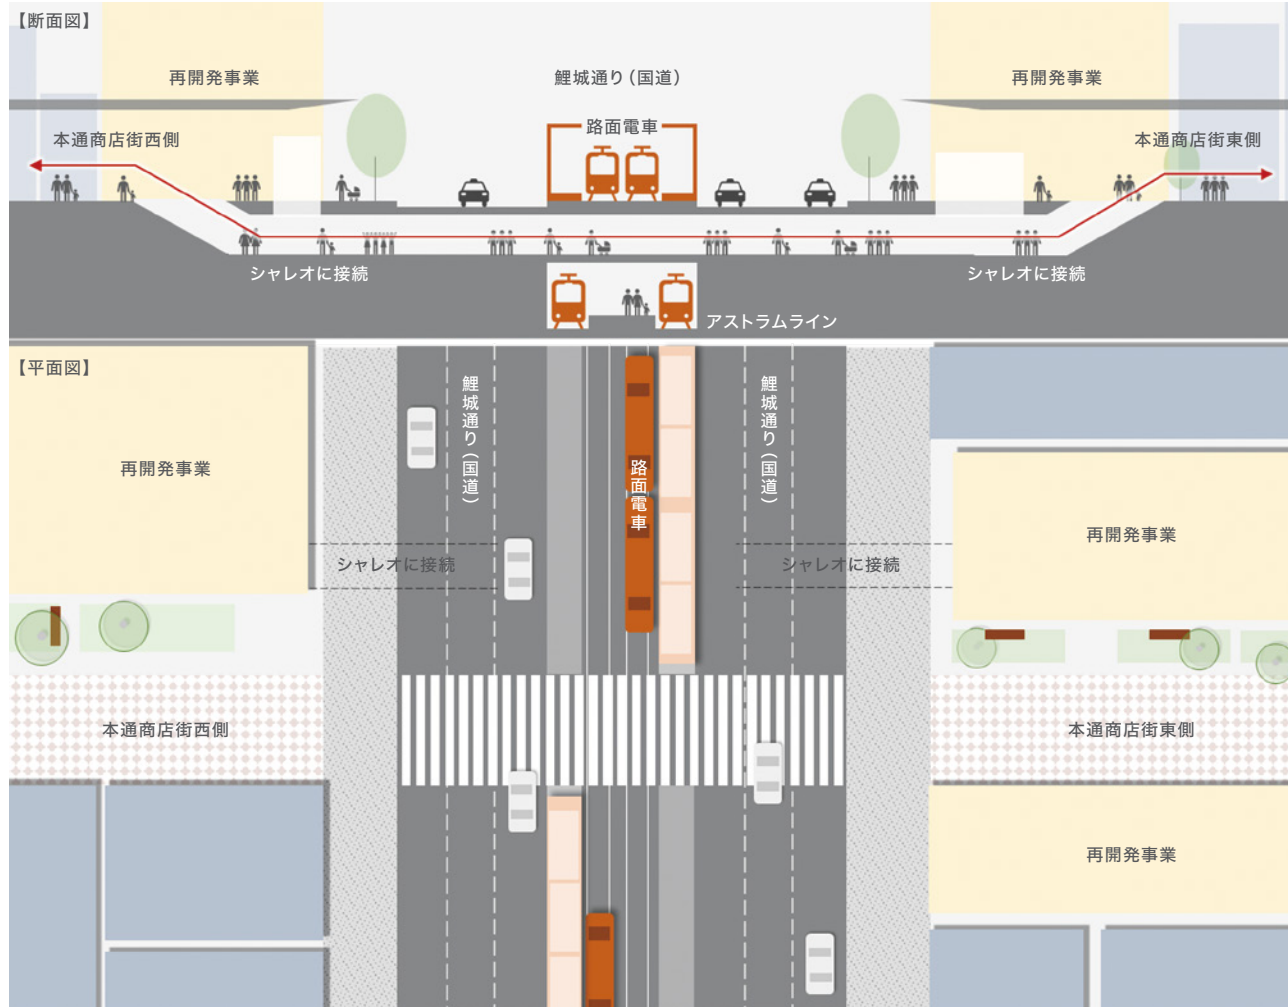 【断面図】
再開発事業
鯉城通り(国道)
再開発事業
路面電車
本通商店街西側
本通商店街東側
シャレオに接続
シャレオに接続
アストラムライン
【平面図】
鯉城通り(国道)
鯉城通り(国道)
再開発事業
路面電車
再開発事業
シャレオに接続
シャレオに接続
本通商店街西側
本通商店街東側
再開発事業